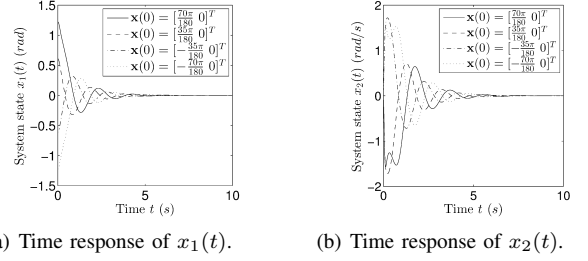 1.5
1
0.5
0
−0.5
−1
−1.5
0
5
10
System state x₁(t) (rad)
Time t (s)
x(0) = [70π/180 0]ᵀ
x(0) = [35π/180 0]ᵀ
x(0) = [−35π/180 0]ᵀ
x(0) = [−70π/180 0]ᵀ
2
1
0
−1
−2
0
5
10
System state x₂(t) (rad/s)
Time t (s)
x(0) = [70π/180 0]ᵀ
x(0) = [35π/180 0]ᵀ
x(0) = [−35π/180 0]ᵀ
x(0) = [−70π/180 0]ᵀ
) Time response of x₁(t).
(b) Time response of x₂(t).